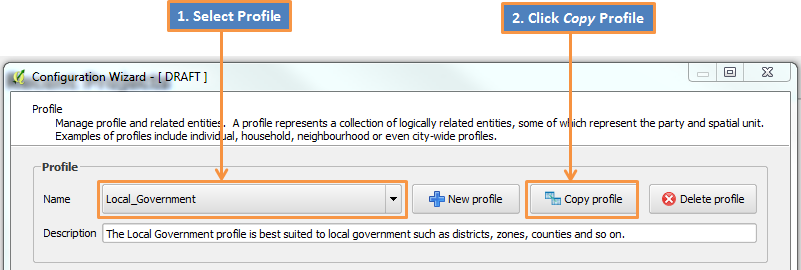 1. Select Profile
2. Click Copy Profile
Configuration Wizard - [ DRAFT ]
Profile
Manage profile and related entities. A profile represents a collection of logically related entities, some of which represent the party and spatial unit.
Examples of profiles include individual, household, neighbourhood or even city-wide profiles.
Profile
Name Local_Government New profile Copy profile Delete profile
Description The Local Government profile is best suited to local government such as districts, zones, counties and so on.